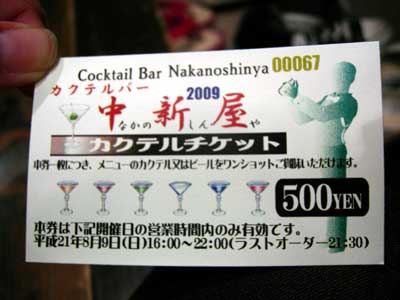 Cocktail Bar Nakanoshinya 00067
カクテルバー 2009
中新屋
なかの しん や
カクテルチケット
本券一枚につき、メニューのカクテル又はビールをワンショットご賞味いただけます。
500YEN
本券は下記開催日の営業時間内のみ有効です。
平成21年8月9日(日)16:00～22:00(ラストオーダー21:30)